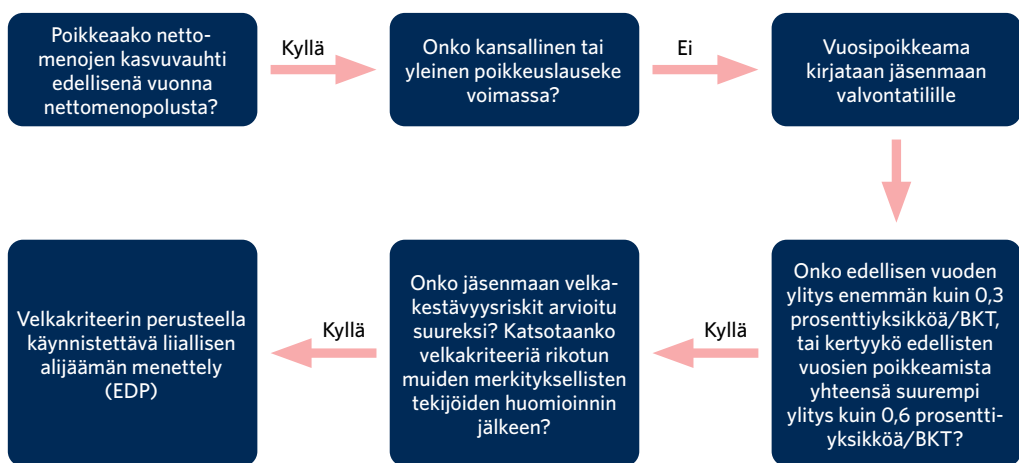 Poikkeaako netto-
menojen kasvuvauhti
edellisenä vuonna
nettomenopolusta?
Kyllä
Onko kansallinen tai
yleinen poikkeuslauseke
voimassa?
Ei
Vuosipoikkeama
kirjataan jäsenmaan
valvontatilille
Onko edellisen vuoden
ylitys enemmän kuin 0,3
prosenttiyksikköä/BKT,
tai kertyykö edellisten
vuosien poikkeamista
yhteensä suurempi
ylitys kuin 0,6 prosentti-
yksikköä/BKT?
Kyllä
Onko jäsenmaan velka-
kestävyysriskit arvioitu
suureksi? Katsotaanko
velkakriteeriä rikotun
muiden merkityksellisten
tekijöiden huomioinnin
jälkeen?
Kyllä
Velkakriteerin perusteella
käynnistettävä liiallisen
alijäämän menettely
(EDP)